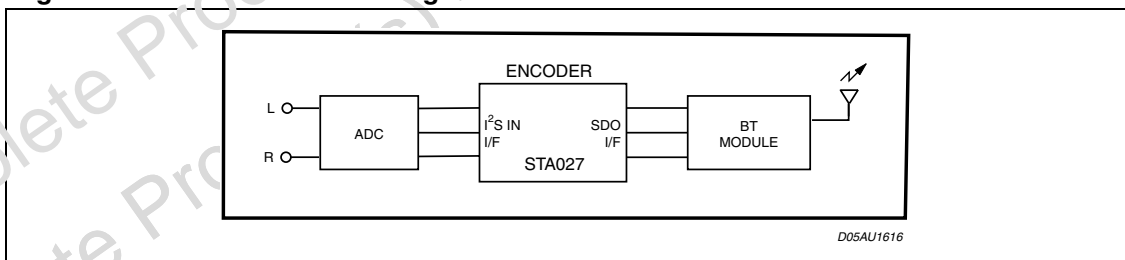 ENCODER
L
R
ADC
I²S IN
I/F
SDO
I/F
STA027
BT
MODULE
D05AU1616